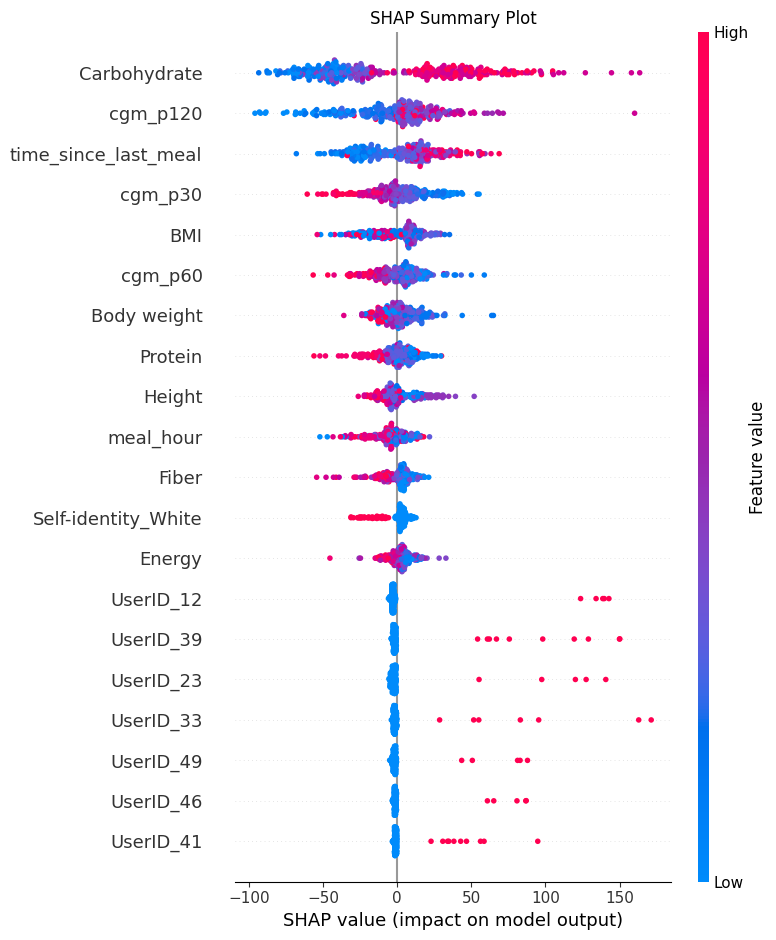 SHAP Summary Plot
High
Carbohydrate
cgm_p120
time_since_last_meal
cgm_p30
BMI
cgm_p60
Body weight
Protein
Height
meal_hour
Fiber
Self-identity_White
Energy
UserID_12
UserID_39
UserID_23
UserID_33
UserID_49
UserID_46
UserID_41
Feature value
Low
−100 −50 0 50 100 150
SHAP value (impact on model output)